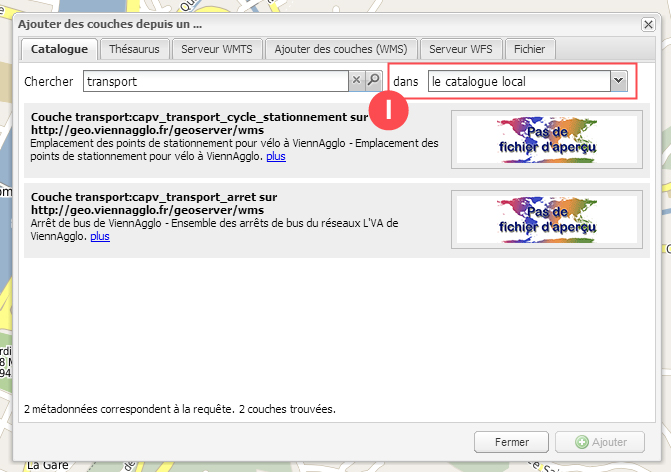 Ajouter des couches depuis un ...
Catalogue
Thésaurus
Serveur WMTS
Ajouter des couches (WMS)
Serveur WFS
Fichier
Chercher transport dans le catalogue local
1
Couche transport:capv_transport_cycle_stationnement sur
http://geo.viennagglo.fr/geoserver/wms
Emplacement des points de stationnement pour vélo à ViennAgglo - Emplacement des
points de stationnement pour vélo à ViennAgglo. plus
Pas de
fichier d'aperçu
Couche transport:capv_transport_arret sur
http://geo.viennagglo.fr/geoserver/wms
Arrêt de bus de ViennAgglo - Ensemble des arrêts de bus du réseaux L'VA de
ViennAgglo. plus
Pas de
fichier d'aperçu
2 métadonnées correspondent à la requête. 2 couches trouvées.
Fermer
Ajouter
La Gare